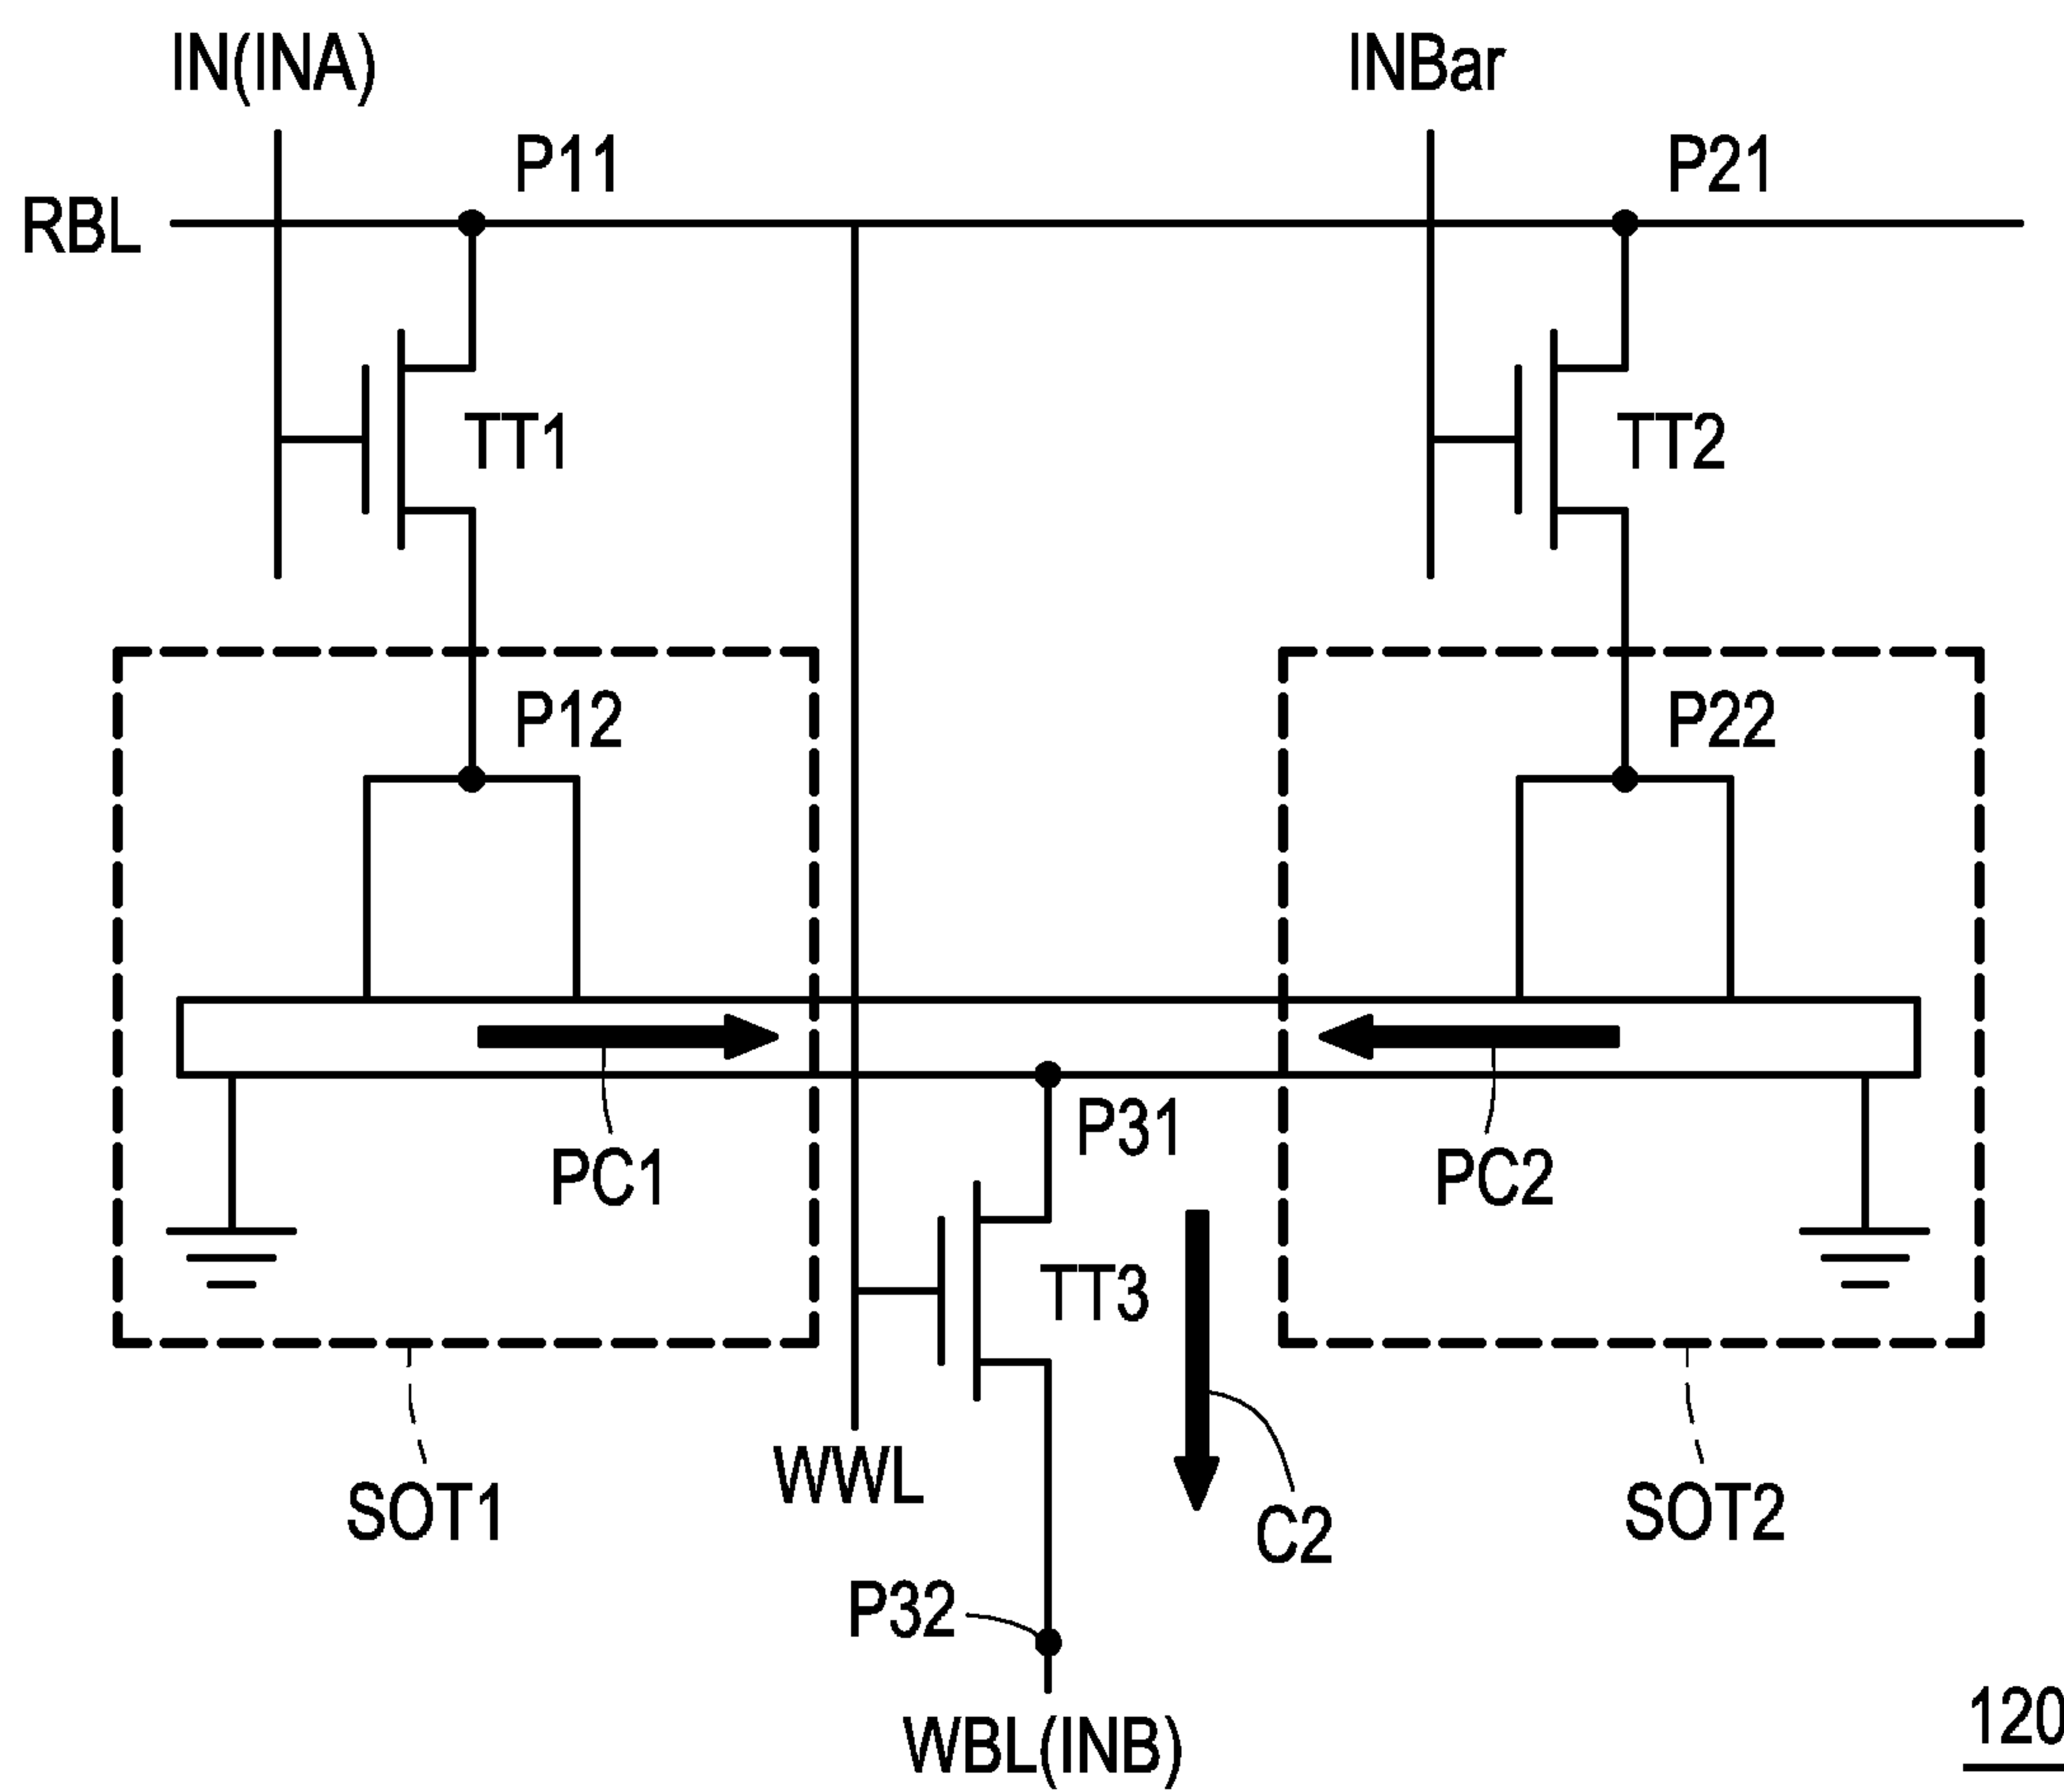 IN(INA)
INBar
P11
P21
RBL
TT1
TT2
P12
P22
P31
PC1
PC2
TT3
WWL
SOT1
C2
SOT2
P32
120
WBL(INB)